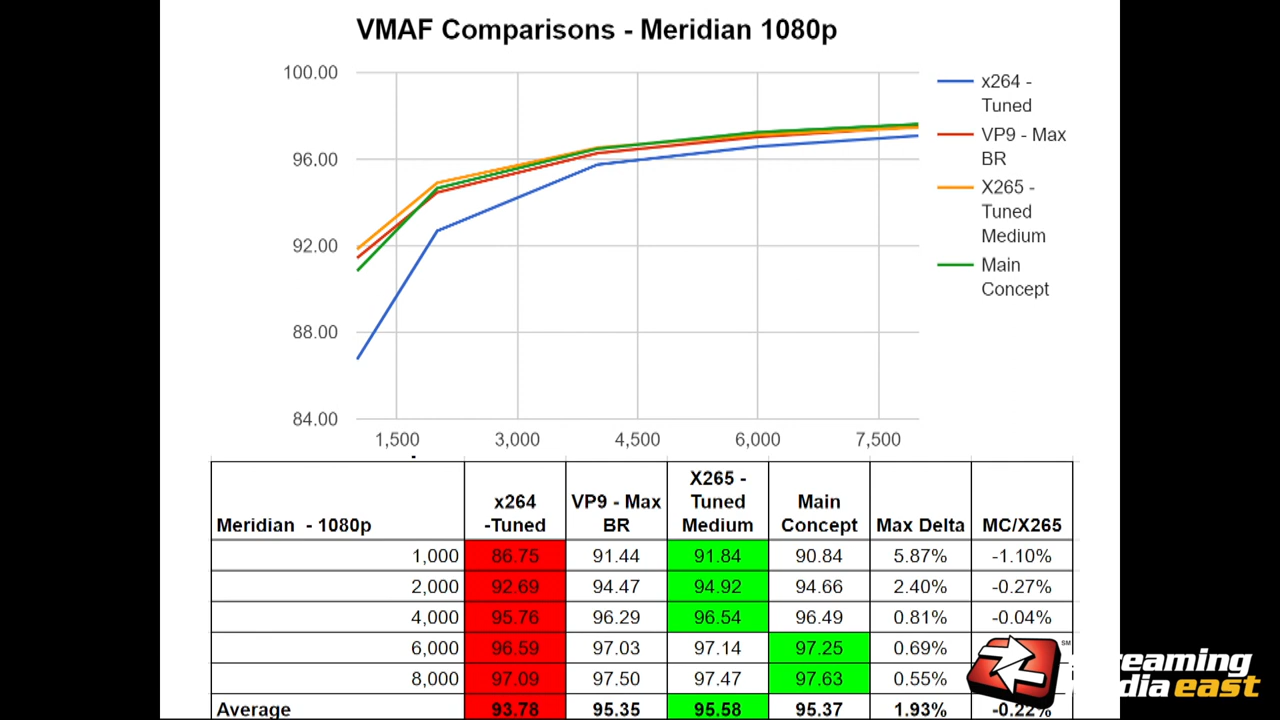 VMAF Comparisons - Meridian 1080p
100.00
96.00
92.00
88.00
84.00
1,500 3,000 4,500 6,000 7,500
x264 -
Tuned
VP9 - Max
BR
X265 -
Tuned
Medium
Main
Concept
Meridian - 1080p x264 -Tuned VP9 - Max BR X265 - Tuned Medium Main Concept Max Delta MC/X265
1,000 86.75 91.44 91.84 90.84 5.87% -1.10%
2,000 92.69 94.47 94.92 94.66 2.40% -0.27%
4,000 95.76 96.29 96.54 96.49 0.81% -0.04%
6,000 96.59 97.03 97.14 97.25 0.69%
8,000 97.09 97.50 97.47 97.63 0.55%
Average 93.78 95.35 95.58 95.37 1.93% -0.22%
SM
reaming
dia east